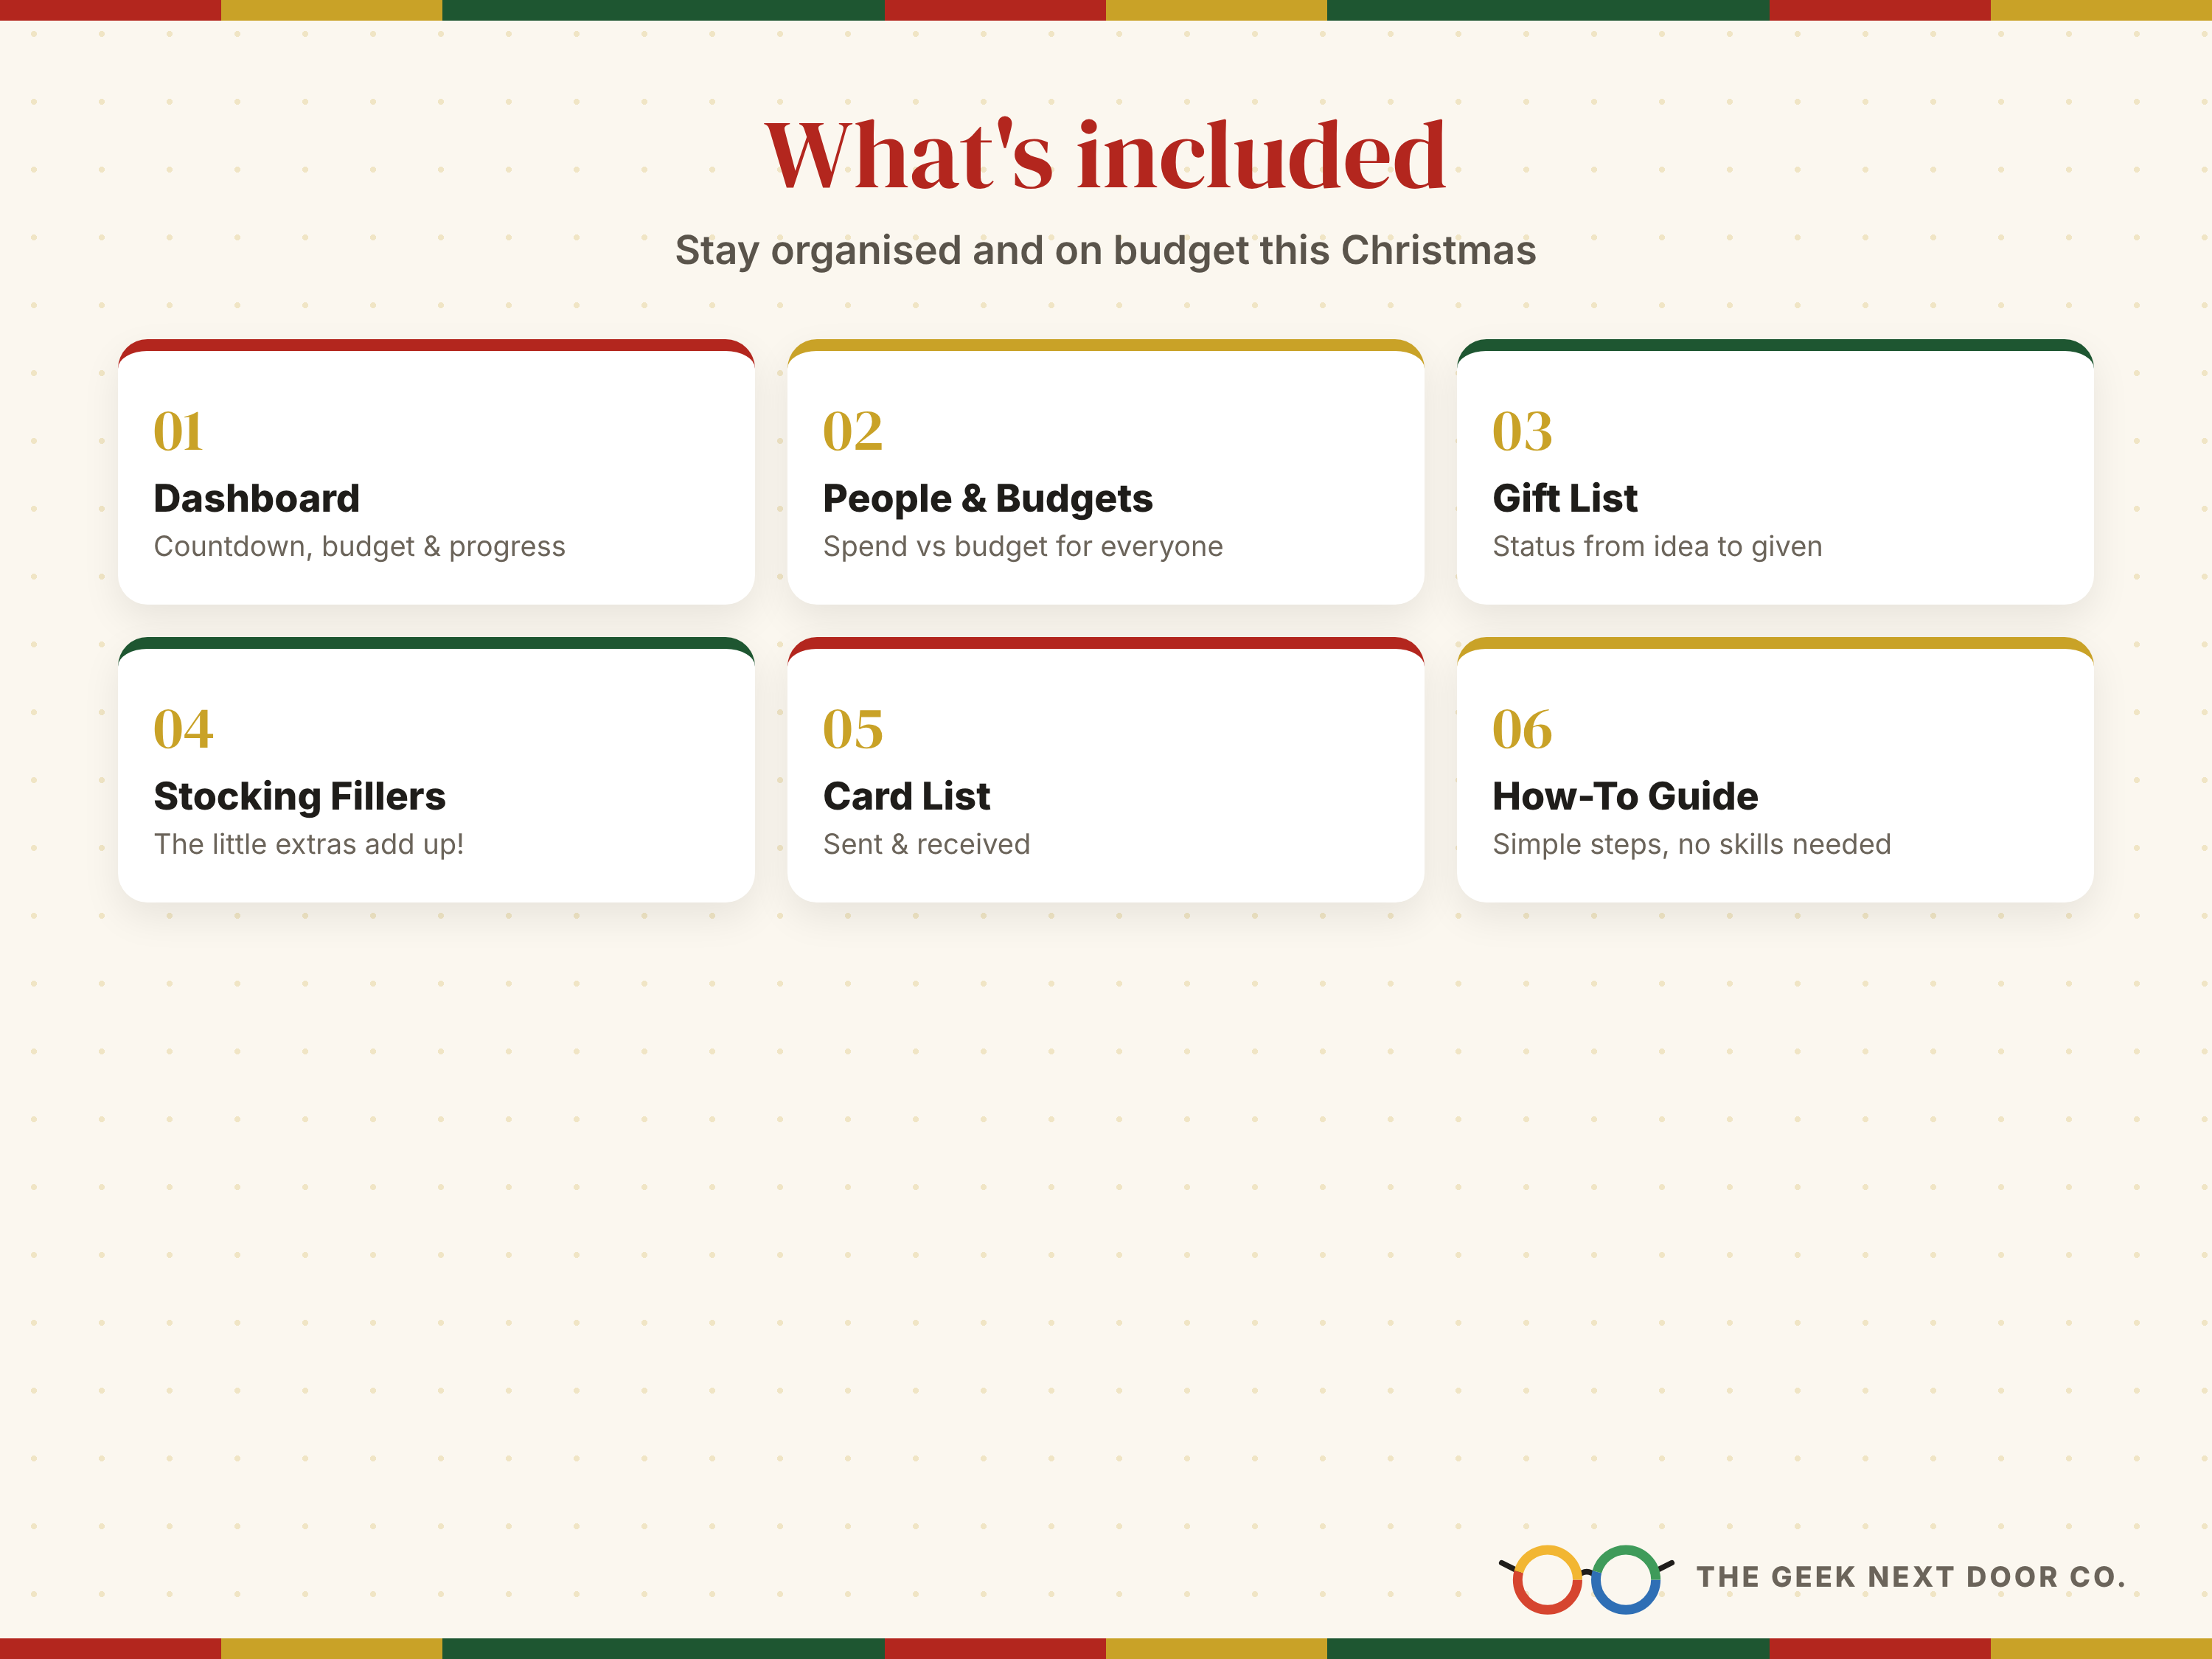 What's included
Stay organised and on budget this Christmas
01
Dashboard
Countdown, budget & progress
02
People & Budgets
Spend vs budget for everyone
03
Gift List
Status from idea to given
04
Stocking Fillers
The little extras add up!
05
Card List
Sent & received
06
How-To Guide
Simple steps, no skills needed
THE GEEK NEXT DOOR CO.